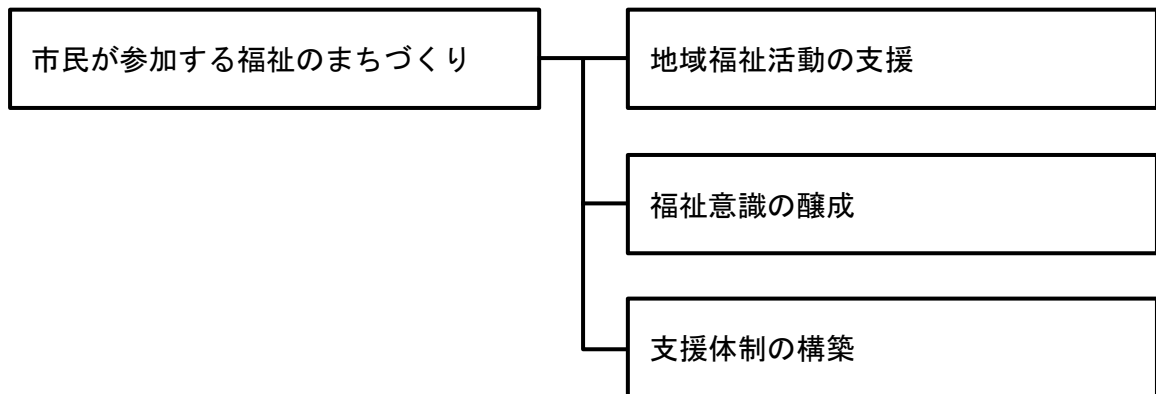 市民が参加する福祉のまちづくり
地域福祉活動の支援
福祉意識の醸成
支援体制の構築